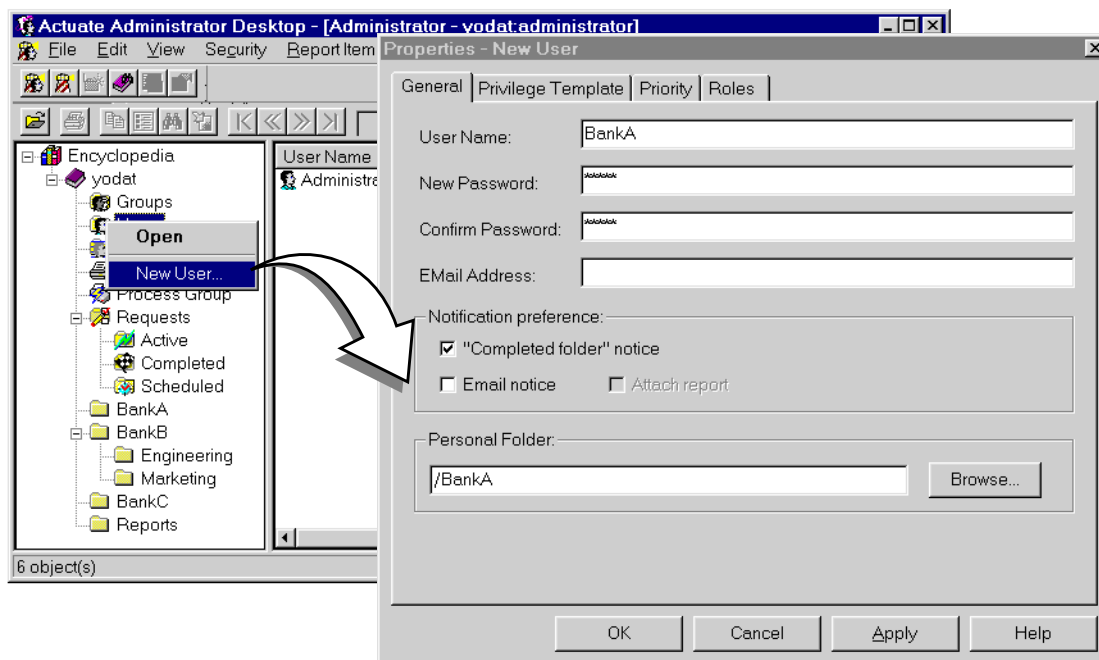 Actuate Administrator Desktop - [Administrator - yodat:administrator]
File Edit View Security Report Item
Encyclopedia
yodat
Groups
Open
New User...
Process Group
Requests
Active
Completed
Scheduled
BankA
BankB
Engineering
Marketing
BankC
Reports
User Name
Administra
6 object(s)
Properties - New User
General Privilege Template Priority Roles
User Name: BankA
New Password: ******
Confirm Password: ******
EMail Address:
Notification preference:
"Completed folder" notice
Email notice Attach report
Personal Folder:
/BankA Browse...
OK Cancel Apply Help